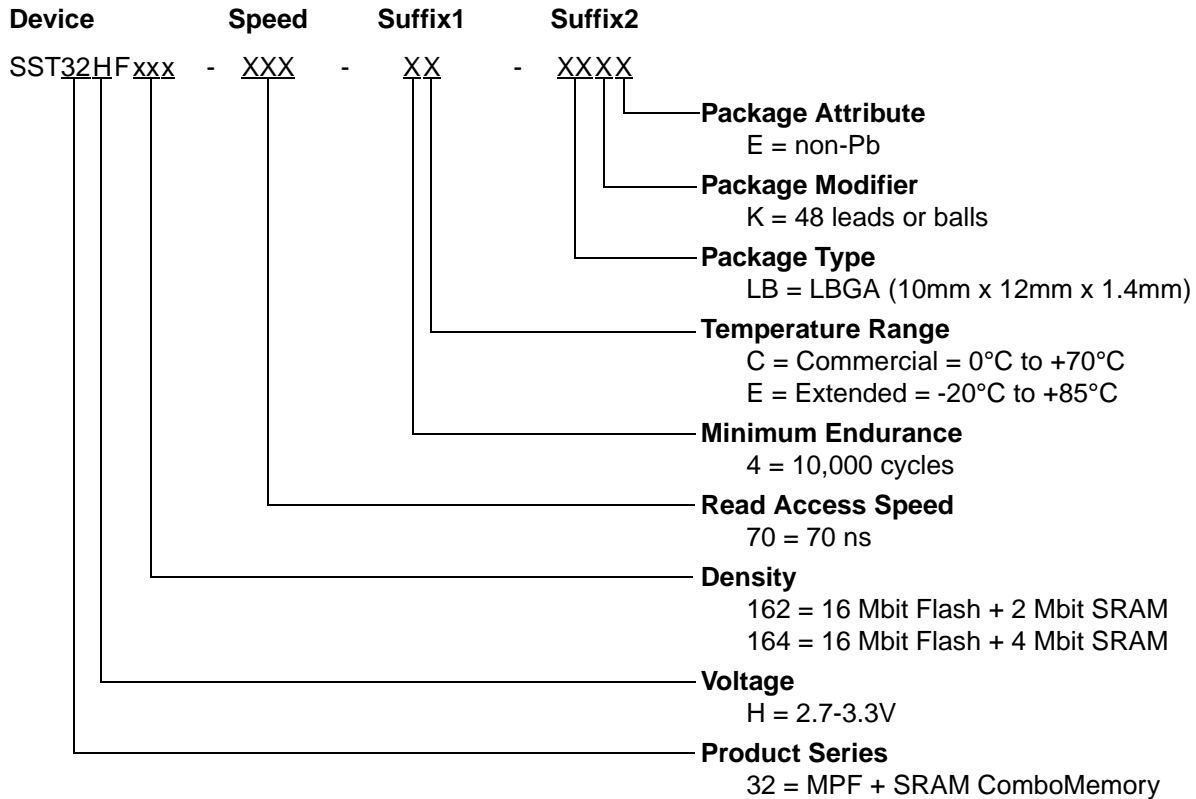 Device Speed Suffix1 Suffix2
SST32HFxxx - XXX - XX - XXXX
Package Attribute
E = non-Pb
Package Modifier
K = 48 leads or balls
Package Type
LB = LBGA (10mm x 12mm x 1.4mm)
Temperature Range
C = Commercial = 0°C to +70°C
E = Extended = -20°C to +85°C
Minimum Endurance
4 = 10,000 cycles
Read Access Speed
70 = 70 ns
Density
162 = 16 Mbit Flash + 2 Mbit SRAM
164 = 16 Mbit Flash + 4 Mbit SRAM
Voltage
H = 2.7-3.3V
Product Series
32 = MPF + SRAM ComboMemory